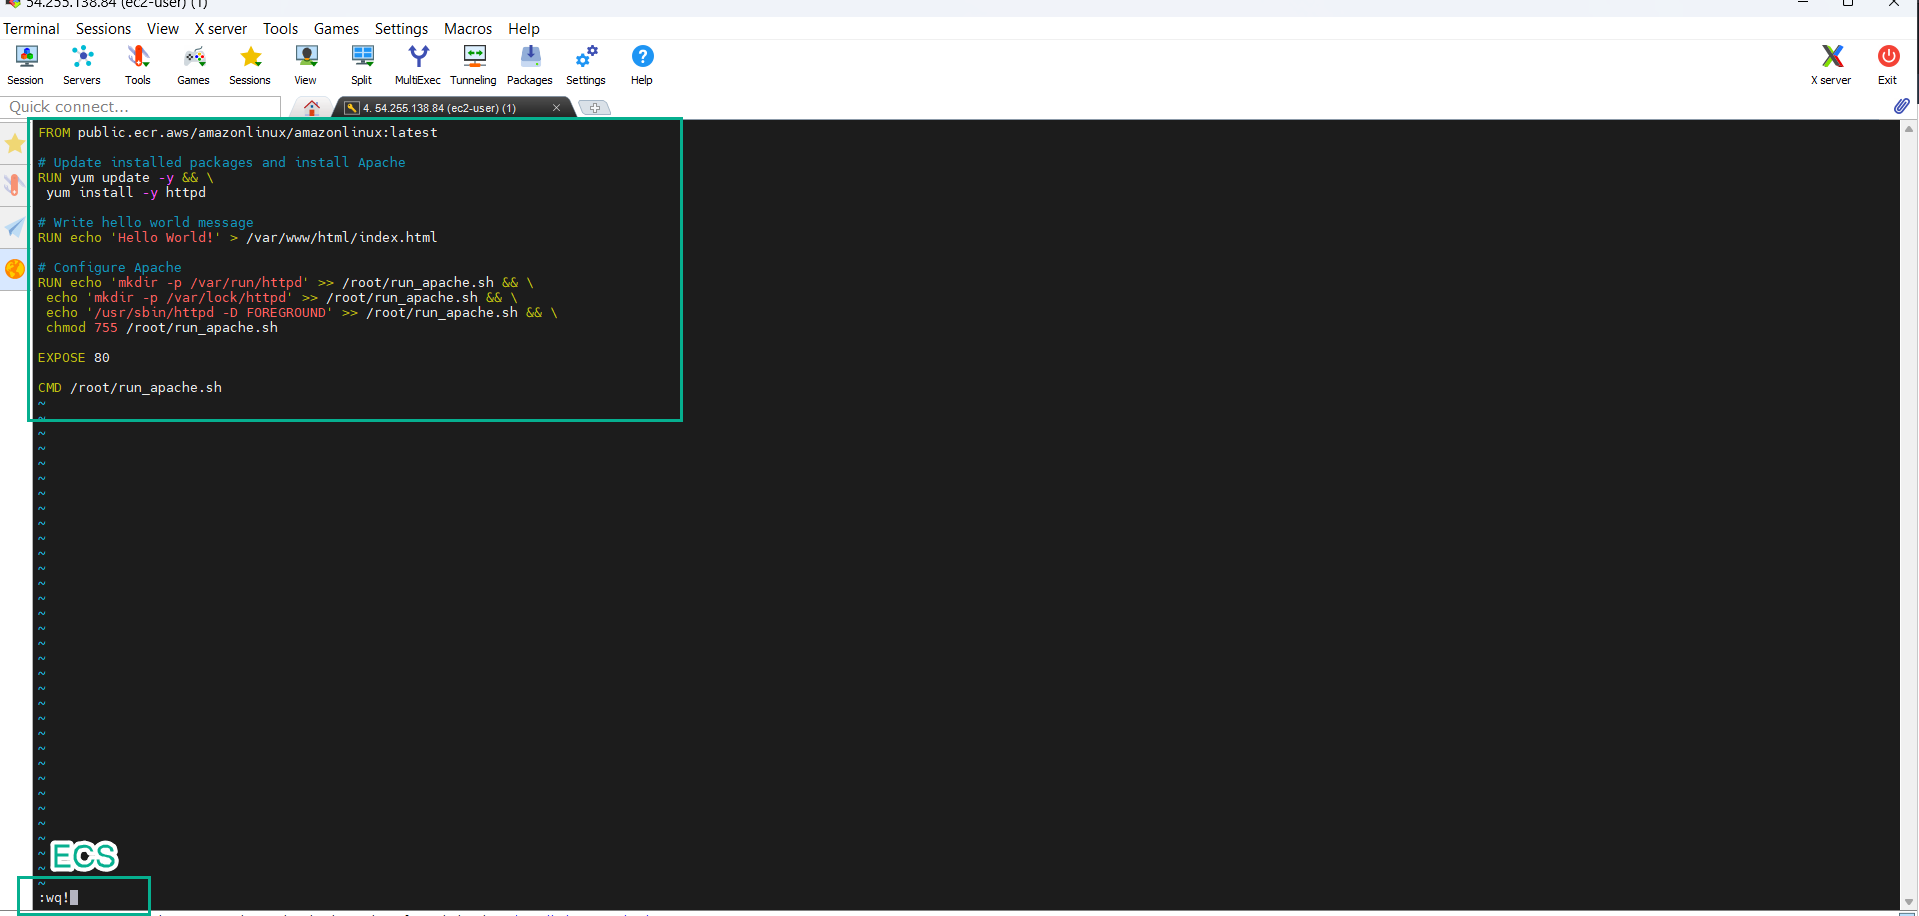 54.255.138.84 (ec2-user) (1)
Terminal Sessions View X server Tools Games Settings Macros Help
Session Servers Tools Games Sessions View Split MultiExec Tunneling Packages Settings Help X server Exit
Quick connect...
4. 54.255.138.84 (ec2-user) (1)
FROM public.ecr.aws/amazonlinux/amazonlinux:latest
# Update installed packages and install Apache
RUN yum update -y && \
yum install -y httpd
# Write hello world message
RUN echo 'Hello World!' > /var/www/html/index.html
# Configure Apache
RUN echo 'mkdir -p /var/run/httpd' >> /root/run_apache.sh && \
echo 'mkdir -p /var/lock/httpd' >> /root/run_apache.sh && \
echo '/usr/sbin/httpd -D FOREGROUND' >> /root/run_apache.sh && \
chmod 755 /root/run_apache.sh
EXPOSE 80
CMD /root/run_apache.sh
ECS
:wq!